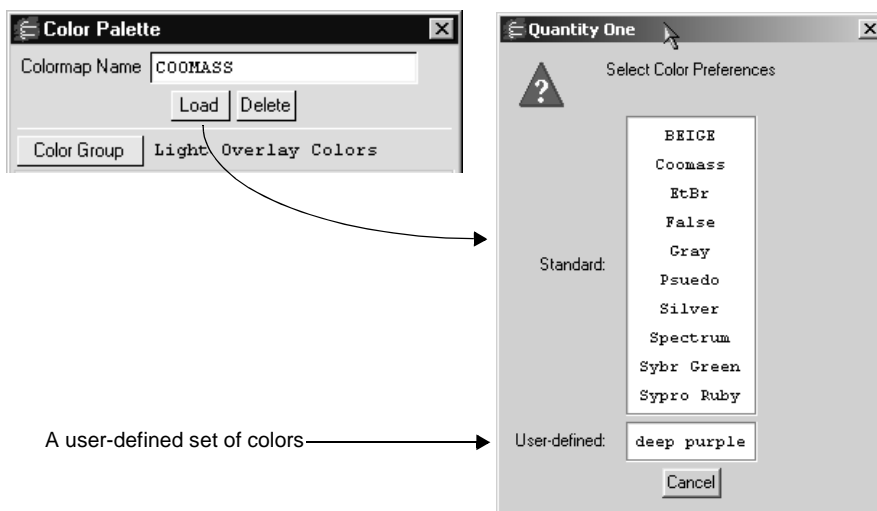 Color Palette
Colormap Name COOMASS
Load Delete
Color Group Light Overlay Colors
Quantity One
Select Color Preferences
Standard:
BEIGE
Coomass
EtBr
False
Gray
Psuedo
Silver
Spectrum
Sybr Green
Sypro Ruby
A user-defined set of colors
User-defined: deep purple
Cancel